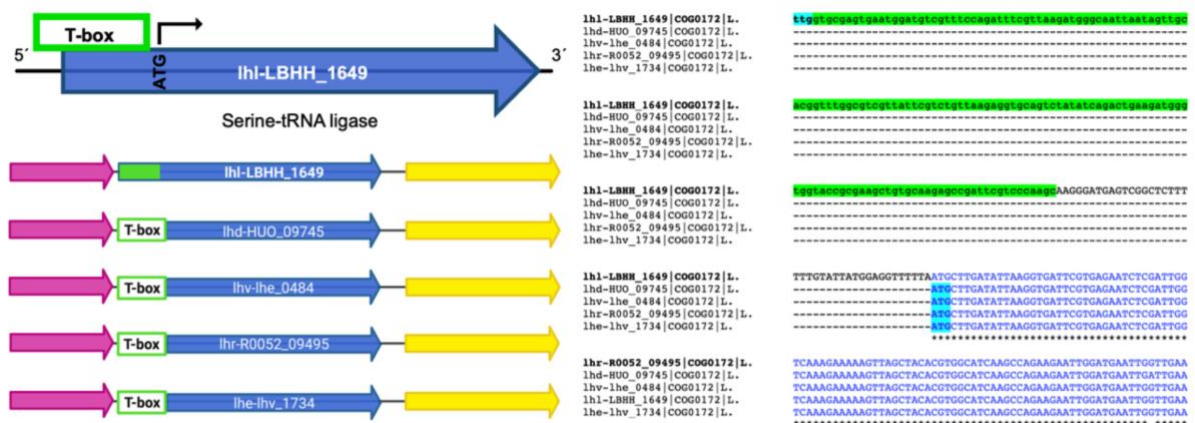 T-box
5´
3´
ATG
lhl-LBHH_1649
Serine-tRNA ligase
lhl-LBHH_1649
T-box
lhd-HUO_09745
T-box
lhv-lhe_0484
T-box
lhr-R0052_09495
T-box
lhe-lhv_1734
lhl-LBHH_1649|COG0172|L. ttggtgcgagtgaatggatgtcgtttccagatttcgttaagatgggcaattaatagttgc
lhd-HUO_09745|COG0172|L. ------------------------------------------------------------
lhv-lhe_0484|COG0172|L. ------------------------------------------------------------
lhr-R0052_09495|COG0172|L. ------------------------------------------------------------
lhe-lhv_1734|COG0172|L. ------------------------------------------------------------
lhl-LBHH_1649|COG0172|L. acggtttggcgtcgttattcgtctgttaagaggtgcagtctatatcagactgaagatgggg
lhd-HUO_09745|COG0172|L. ------------------------------------------------------------
lhv-lhe_0484|COG0172|L. ------------------------------------------------------------
lhr-R0052_09495|COG0172|L. ------------------------------------------------------------
lhe-lhv_1734|COG0172|L. ------------------------------------------------------------
lhl-LBHH_1649|COG0172|L. tggtaccgcgaagctgtgcaagagccgattcgtcccaagcAAGGGATGAGTCGGCTCTTT
lhd-HUO_09745|COG0172|L. ------------------------------------------------------------
lhv-lhe_0484|COG0172|L. ------------------------------------------------------------
lhr-R0052_09495|COG0172|L. ------------------------------------------------------------
lhe-lhv_1734|COG0172|L. ------------------------------------------------------------
lhl-LBHH_1649|COG0172|L. TTTGTATTATGGAGGTTTTTAATGCTTGATATTAAGGTGATTCGTGAGAATCTCGATTGG
lhd-HUO_09745|COG0172|L. ---------------------ATGCTTGATATTAAGGTGATTCGTGAGAATCTCGATTGG
lhv-lhe_0484|COG0172|L. ---------------------ATGCTTGATATTAAGGTGATTCGTGAGAATCTCGATTGG
lhr-R0052_09495|COG0172|L. ---------------------ATGCTTGATATTAAGGTGATTCGTGAGAATCTCGATTGG
lhe-lhv_1734|COG0172|L. ---------------------ATGCTTGATATTAAGGTGATTCGTGAGAATCTCGATTGG
***************************************
lhr-R0052_09495|COG0172|L. TCAAAGAAAAAGTTAGCTACACGTGGCATCAAGCCAGAAGAATTGGATGAATTGGTTGAA
lhd-HUO_09745|COG0172|L. TCAAAGAAAAAGTTAGCTACACGTGGCATCAAGCCAGAAGAATTGGATGAATTGATTGAA
lhv-lhe_0484|COG0172|L. TCAAAGAAAAAGTTAGCTACACGTGGCATCAAGCCAGAAGAATTGGATGAATTGGTTGAA
lhl-LBHH_1649|COG0172|L. TCAAAGAAAAAGTTAGCTACACGTGGCATCAAGCCAGAAGAATTGGATGAATTGGTTGAA
lhe-lhv_1734|COG0172|L. TCAAAGAAAAAGTTAGCTACACGTGGCATCAAGCCAGAAGAATTGGATGAATTGGTTGAA
****************************************************** *****